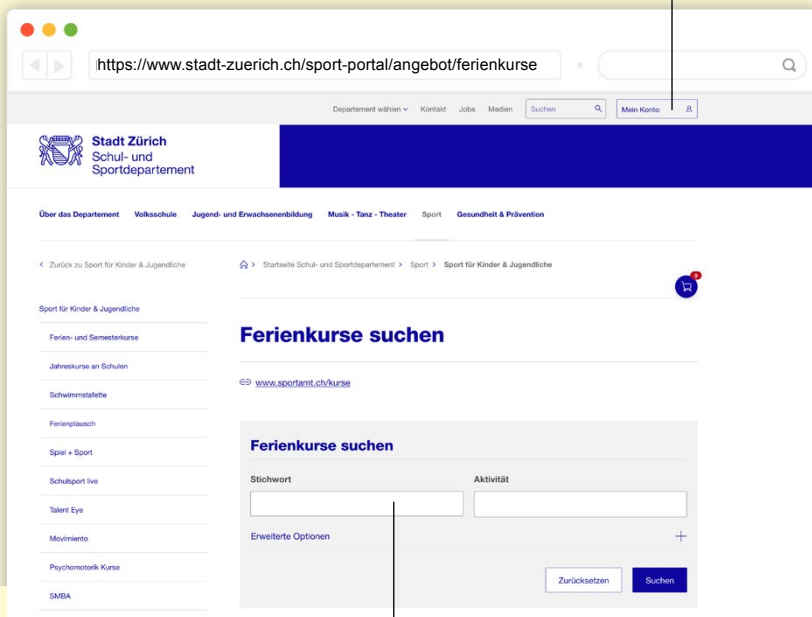 https://www.stadt-zuerich.ch/sport-portal/angebot/ferienkurse
Departement wählen Kontakt Jobs Medien Suchen Mein Konto
Stadt Zürich
Schul- und
Sportdepartement
Über das Departement Volksschule Jugend- und Erwachsenenbildung Musik - Tanz - Theater Sport Gesundheit & Prävention
Zurück zu Sport für Kinder & Jugendliche
Startseite Schul- und Sportdepartement > Sport > Sport für Kinder & Jugendliche
Sport für Kinder & Jugendliche
Ferien- und Semesterkurse
Jahreskurse an Schulen
Schwimmstafette
Ferienplausch
Spiel + Sport
Schulsport live
Talent Eye
Movimiento
Psychomotorik Kurse
SMBA
Ferienkurse suchen
www.sportamt.ch/kurse
Ferienkurse suchen
Stichwort Aktivität
Erweiterte Optionen
Zurücksetzen Suchen